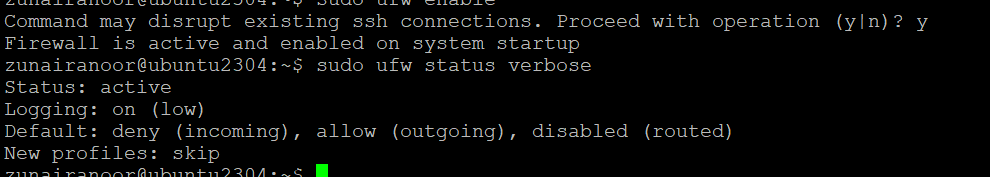 zunairanoor@ubuntu2304:~$ sudo ufw enable
Command may disrupt existing ssh connections. Proceed with operation (y|n)? y
Firewall is active and enabled on system startup
zunairanoor@ubuntu2304:~$ sudo ufw status verbose
Status: active
Logging: on (low)
Default: deny (incoming), allow (outgoing), disabled (routed)
New profiles: skip
zunairanoor@ubuntu2304:~$